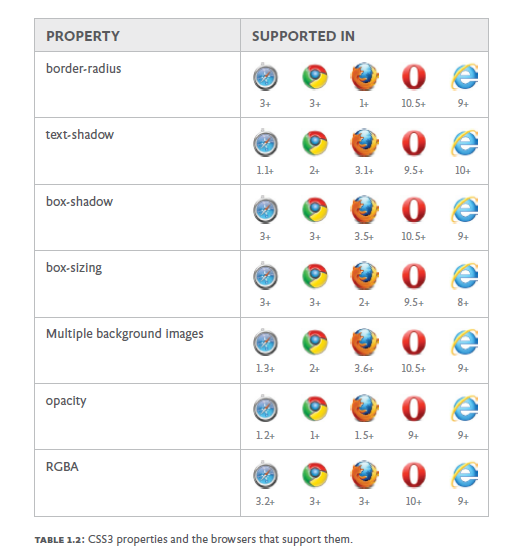 PROPERTY SUPPORTED IN
border-radius
3+ 3+ 1+ 10.5+ 9+
text-shadow
1.1+ 2+ 3.1+ 9.5+ 10+
box-shadow
3+ 3+ 3.5+ 10.5+ 9+
box-sizing
3+ 3+ 2+ 9.5+ 8+
Multiple background images
1.3+ 2+ 3.6+ 10.5+ 9+
opacity
1.2+ 1+ 1.5+ 9+ 9+
RGBA
3.2+ 3+ 3+ 10+ 9+
TABLE 1.2: CSS3 properties and the browsers that support them.